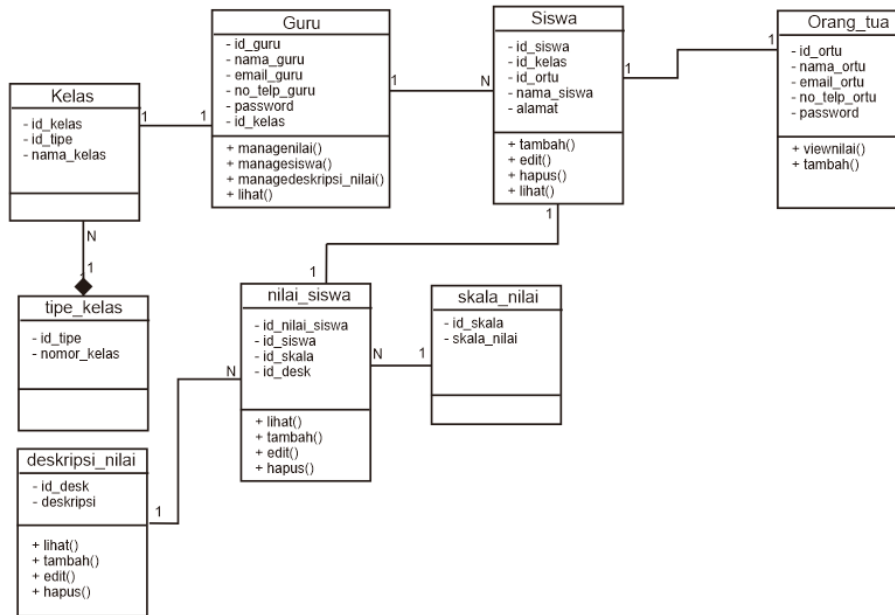 Kelas
- id_kelas
- id_tipe
- nama_kelas
1
1
Guru
- id_guru
- nama_guru
- email_guru
- no_telp_guru
- password
- id_kelas
+ managenilai()
+ managesiswa()
+ managedeskripsi_nilai()
+ lihat()
1
N
Siswa
- id_siswa
- id_kelas
- id_ortu
- nama_siswa
- alamat
+ tambah()
+ edit()
+ hapus()
+ lihat()
1
1
Orang_tua
- id_ortu
- nama_ortu
- email_ortu
- no_telp_ortu
- password
+ viewnilai()
+ tambah()
N
1
tipe_kelas
- id_tipe
- nomor_kelas
1
1
nilai_siswa
- id_nilai_siswa
- id_siswa
- id_skala
- id_desk
+ lihat()
+ tambah()
+ edit()
+ hapus()
N
1
skala_nilai
- id_skala
- skala_nilai
N
1
deskripsi_nilai
- id_desk
- deskripsi
+ lihat()
+ tambah()
+ edit()
+ hapus()